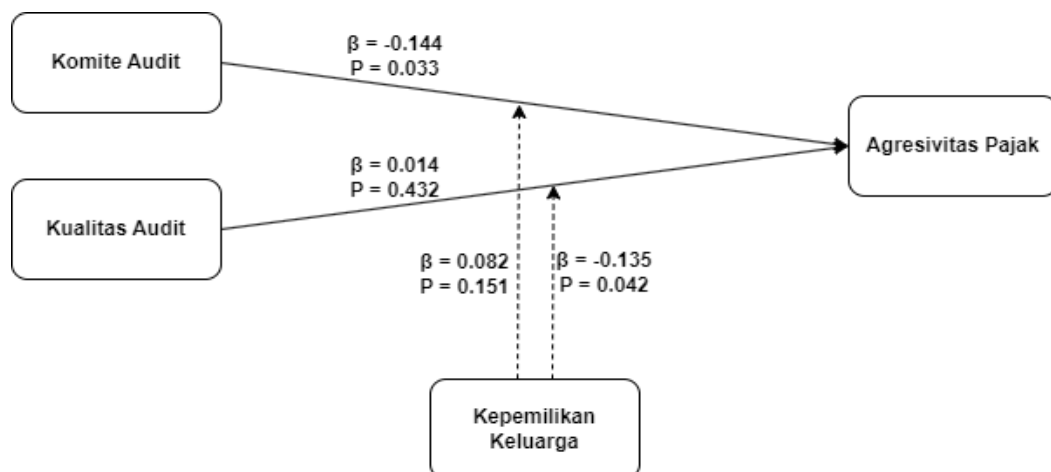 Komite Audit
β = -0.144
P = 0.033
Agresivitas Pajak
β = 0.014
P = 0.432
Kualitas Audit
β = 0.082
P = 0.151
β = -0.135
P = 0.042
Kepemilikan
Keluarga